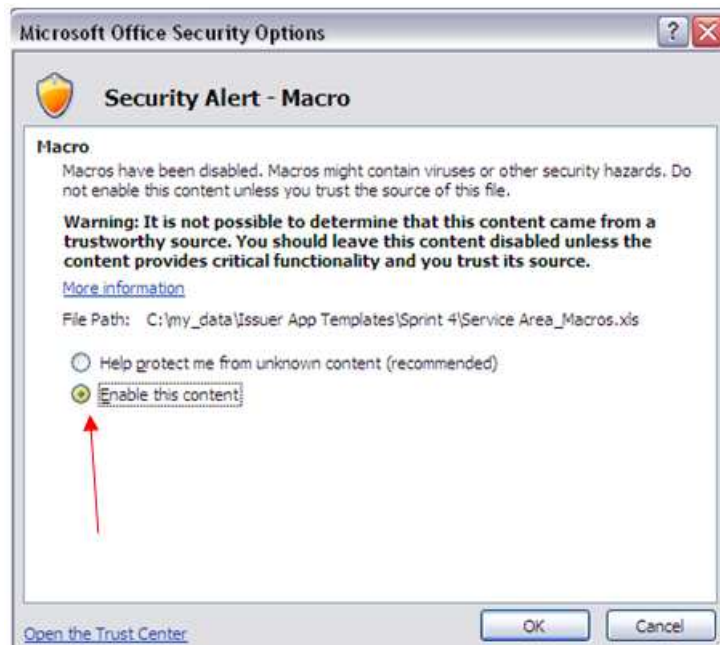 Microsoft Office Security Options
Security Alert - Macro
Macro
Macros have been disabled. Macros might contain viruses or other security hazards. Do
not enable this content unless you trust the source of this file.
Warning: It is not possible to determine that this content came from a
trustworthy source. You should leave this content disabled unless the
content provides critical functionality and you trust its source.
More information
File Path: C:\my_data\Issuer App Templates\Sprint 4\Service Area_Macros.xls
Help protect me from unknown content (recommended)
Enable this content
Open the Trust Center
OK
Cancel